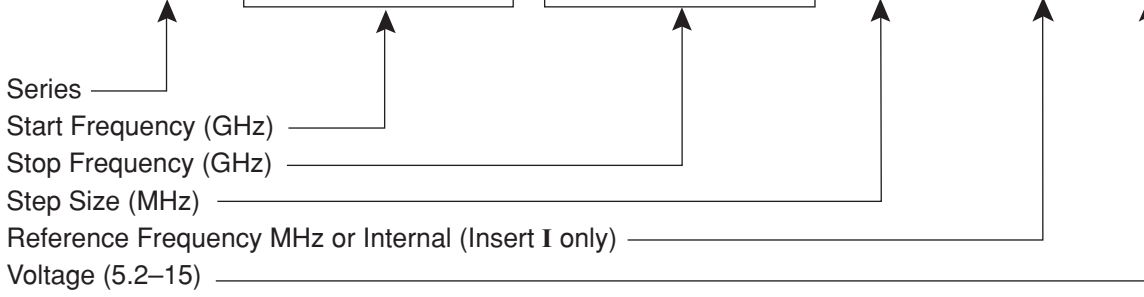 Series
Start Frequency (GHz)
Stop Frequency (GHz)
Step Size (MHz)
Reference Frequency MHz or Internal (Insert I only)
Voltage (5.2–15)